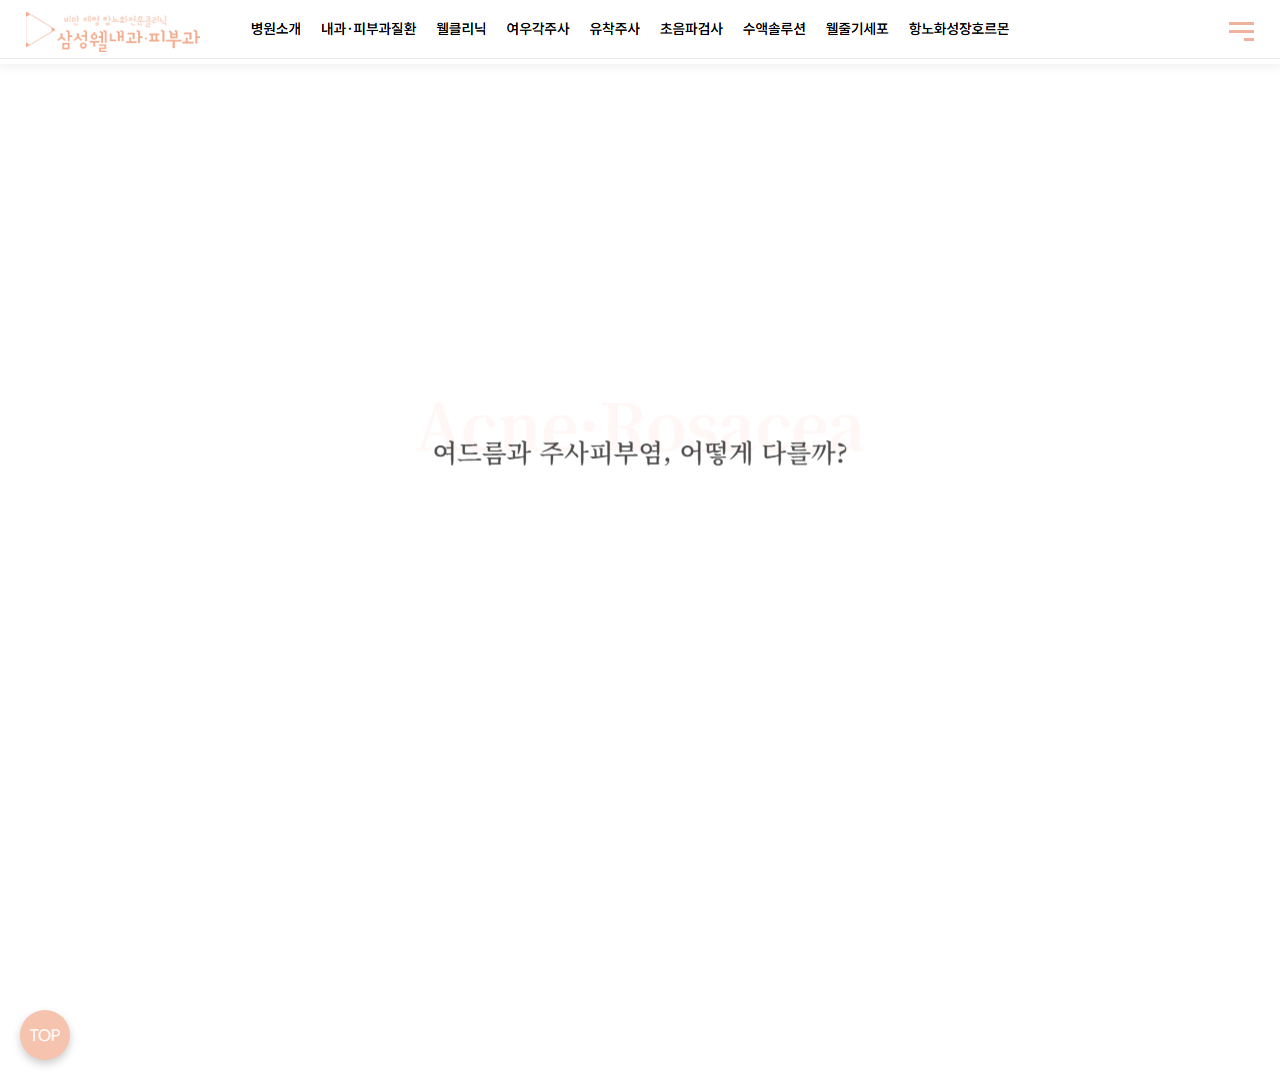 비만 체형 항노화전문클리닉
삼성웰내과·피부과
병원소개 내과·피부과질환 웰클리닉 여우각주사 유착주사 초음파검사 수액솔루션 웰줄기세포 항노화성장호르몬
Acne·Rosacea
여드름과 주사피부염, 어떻게 다를까?
TOP